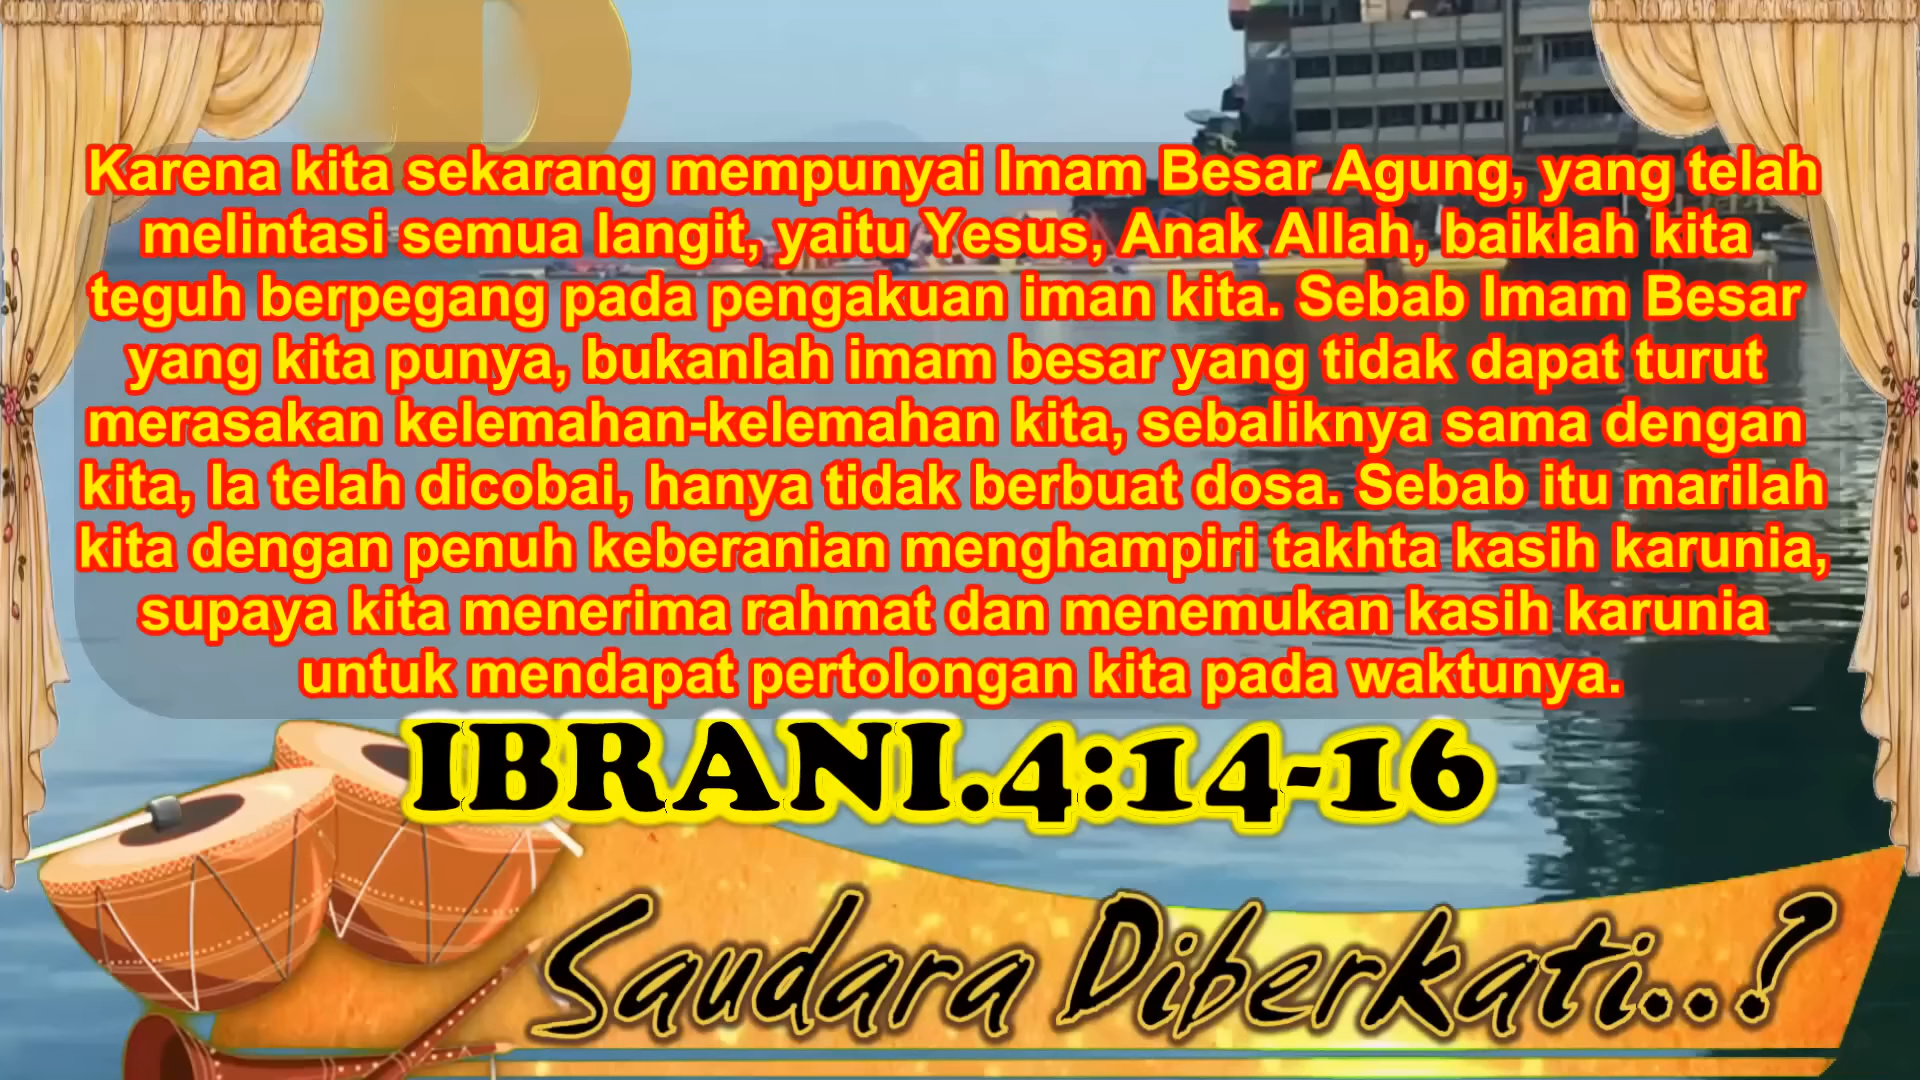 Karena kita sekarang mempunyai Imam Besar Agung, yang telah
melintasi semua langit, yaitu Yesus, Anak Allah, baiklah kita
teguh berpegang pada pengakuan iman kita. Sebab Imam Besar
yang kita punya, bukanlah imam besar yang tidak dapat turut
merasakan kelemahan-kelemahan kita, sebaliknya sama dengan
kita, Ia telah dicobai, hanya tidak berbuat dosa. Sebab itu marilah
kita dengan penuh keberanian menghampiri takhta kasih karunia,
supaya kita menerima rahmat dan menemukan kasih karunia
untuk mendapat pertolongan kita pada waktunya.
IBRANI.4:14-16
Saudara Diberkati..?